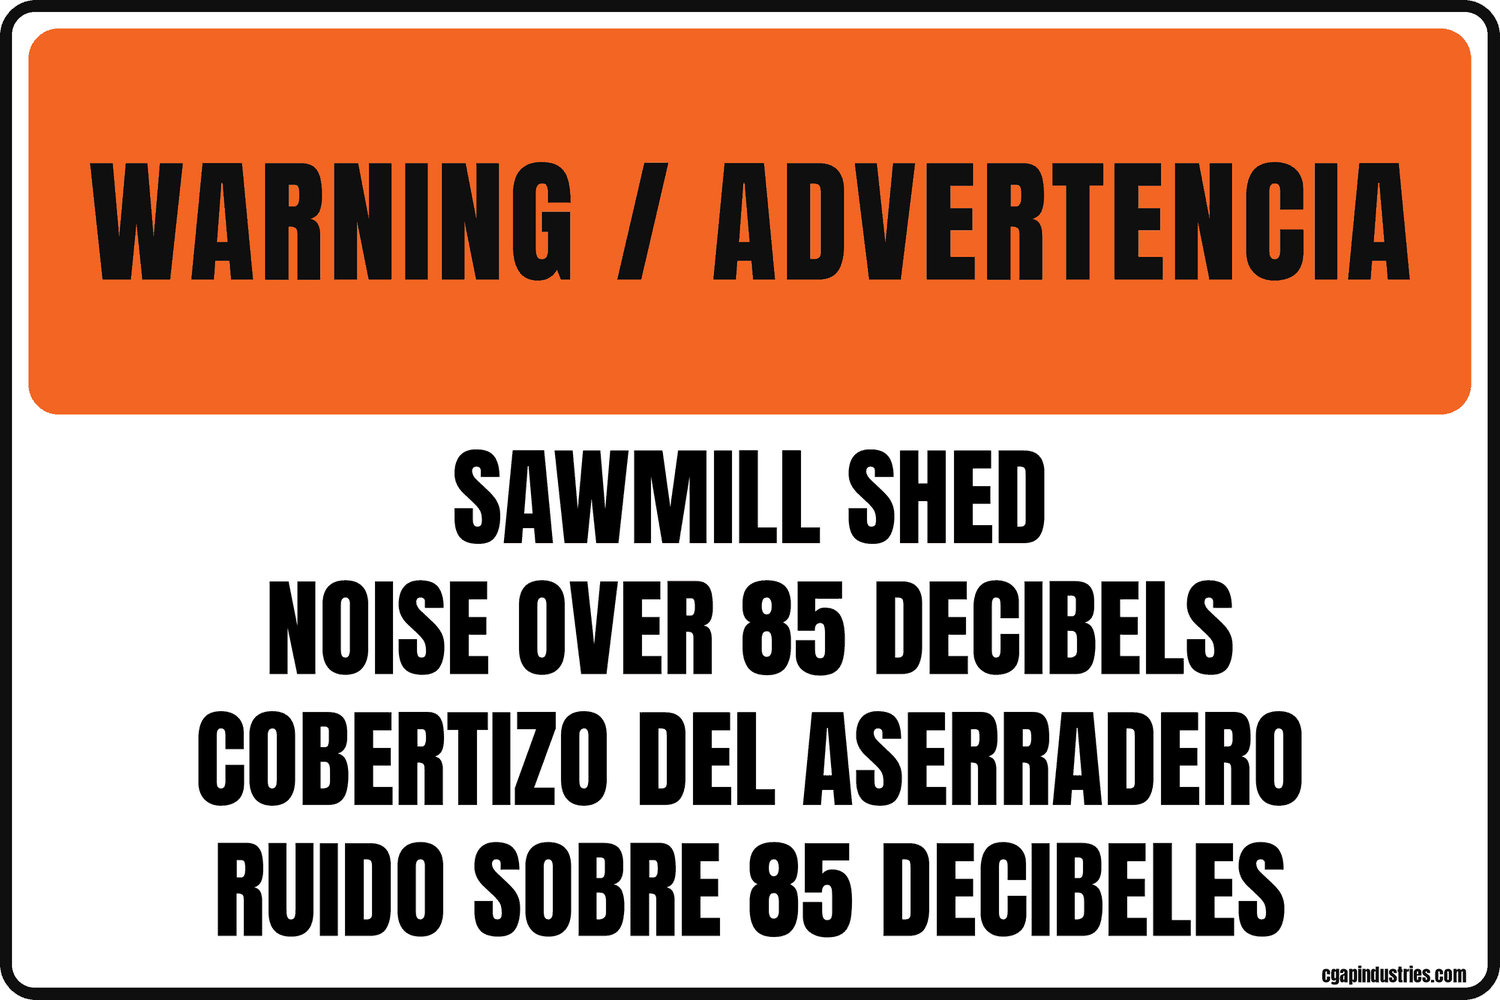 WARNING / ADVERTENCIA
SAWMILL SHED
NOISE OVER 85 DECIBELS
COBERTIZO DEL ASERRADERO
RUIDO SOBRE 85 DECIBELES
cgapindustries.com